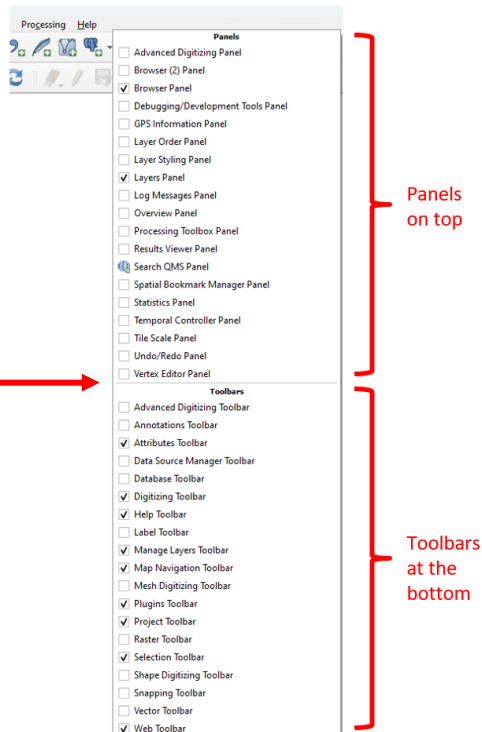 Processing Help
Panels
Advanced Digitizing Panel
Browser (2) Panel
Browser Panel
Debugging/Development Tools Panel
GPS Information Panel
Layer Order Panel
Layer Styling Panel
Layers Panel
Log Messages Panel
Overview Panel
Processing Toolbox Panel
Results Viewer Panel
Search QMS Panel
Spatial Bookmark Manager Panel
Statistics Panel
Temporal Controller Panel
Tile Scale Panel
Undo/Redo Panel
Vertex Editor Panel
Panels
on top
Toolbars
Advanced Digitizing Toolbar
Annotations Toolbar
Attributes Toolbar
Data Source Manager Toolbar
Database Toolbar
Digitizing Toolbar
Help Toolbar
Label Toolbar
Manage Layers Toolbar
Map Navigation Toolbar
Mesh Digitizing Toolbar
Plugins Toolbar
Project Toolbar
Raster Toolbar
Selection Toolbar
Shape Digitizing Toolbar
Snapping Toolbar
Vector Toolbar
Web Toolbar
Toolbars
at the
bottom